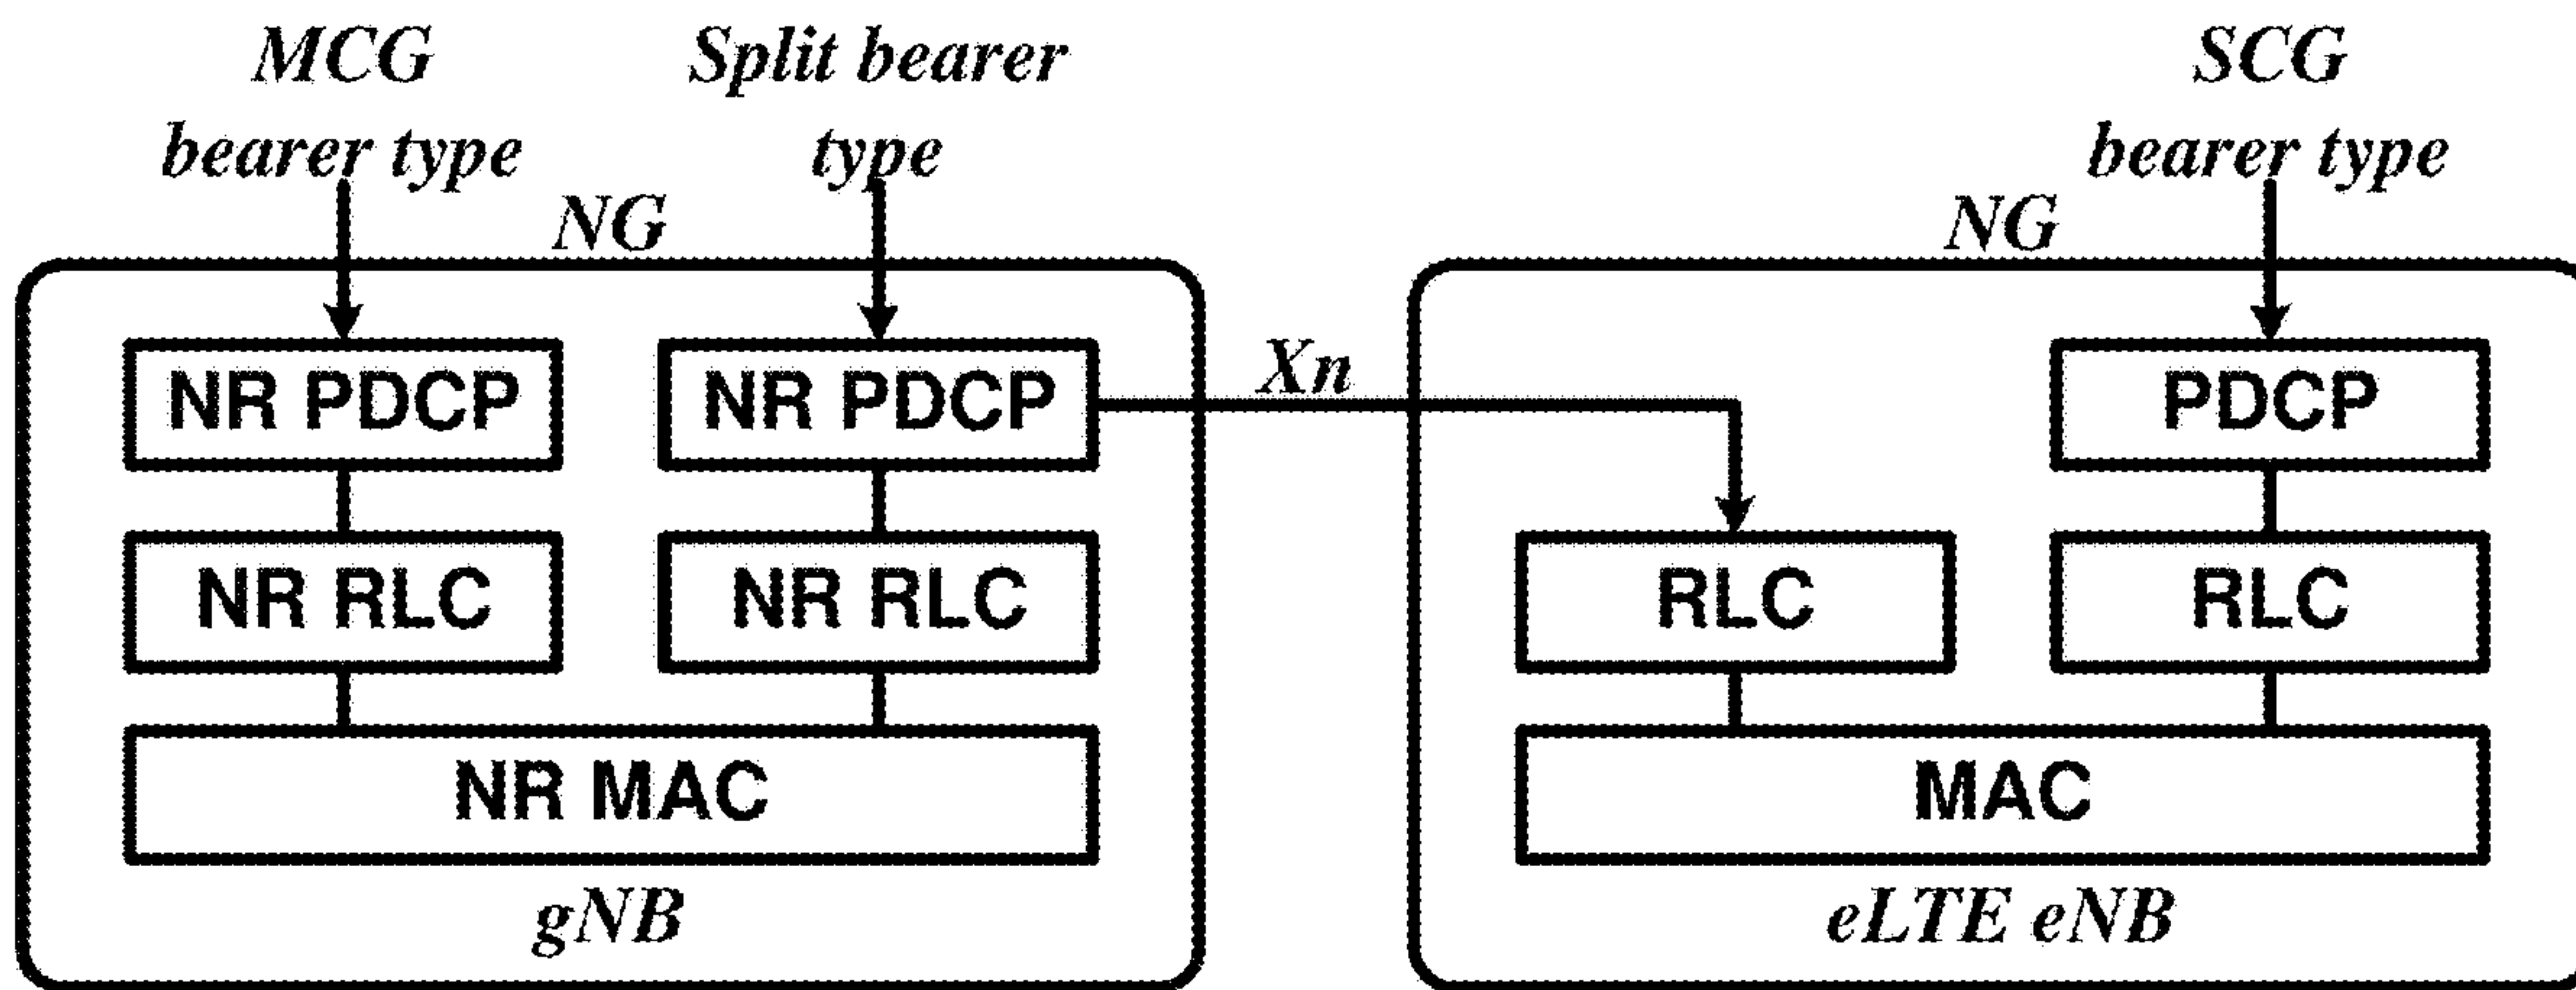 MCG
bearer type
Split bearer
type
SCG
bearer type
NG
NG
Xn
NR PDCP
NR PDCP
PDCP
NR RLC
NR RLC
RLC
RLC
NR MAC
MAC
gNB
eLTE eNB